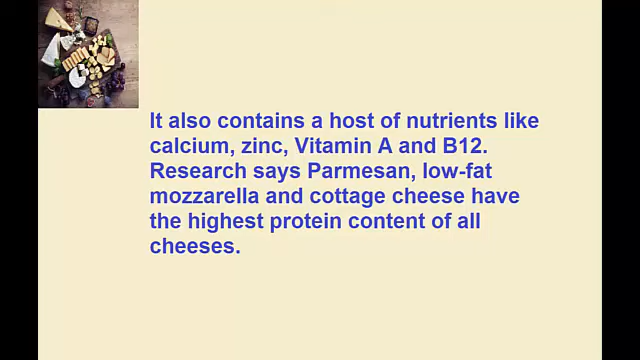 It also contains a host of nutrients like
calcium, zinc, Vitamin A and B12.
Research says Parmesan, low-fat
mozzarella and cottage cheese have
the highest protein content of all
cheeses.